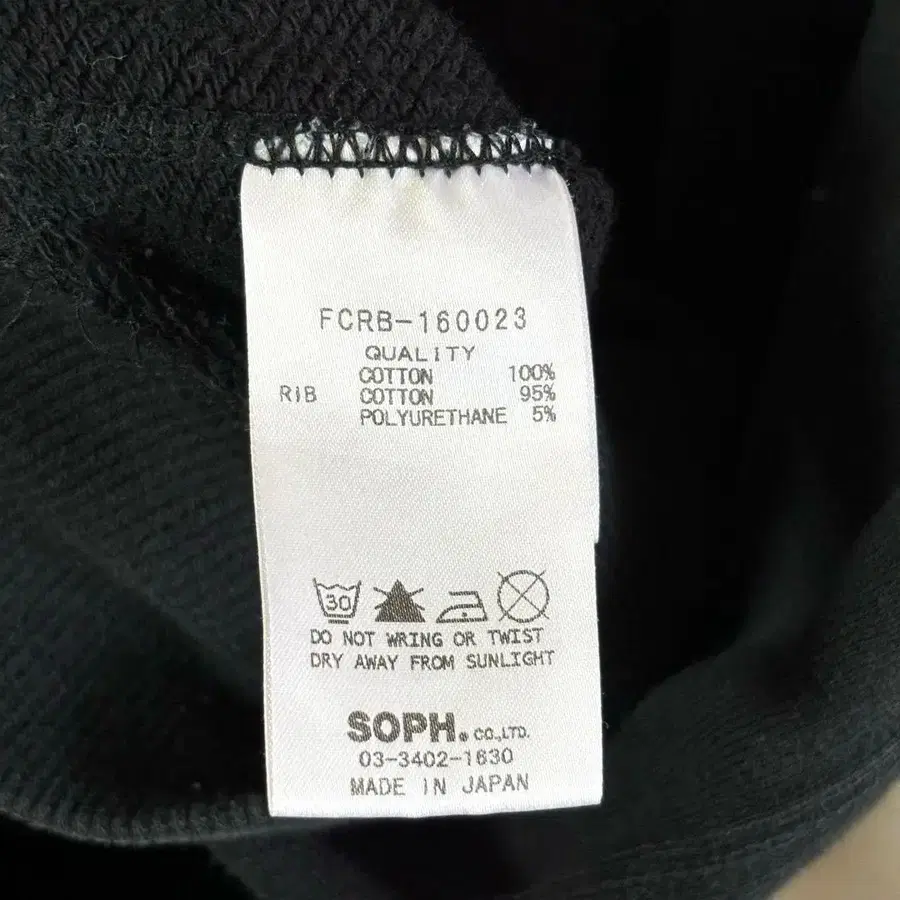 FCRB-160023
QUALITY
COTTON 100%
RIB COTTON 95%
POLYURETHANE 5%
30
DO NOT WRING OR TWIST
DRY AWAY FROM SUNLIGHT
SOPH. CO.,LTD.
03-3402-1630
MADE IN JAPAN